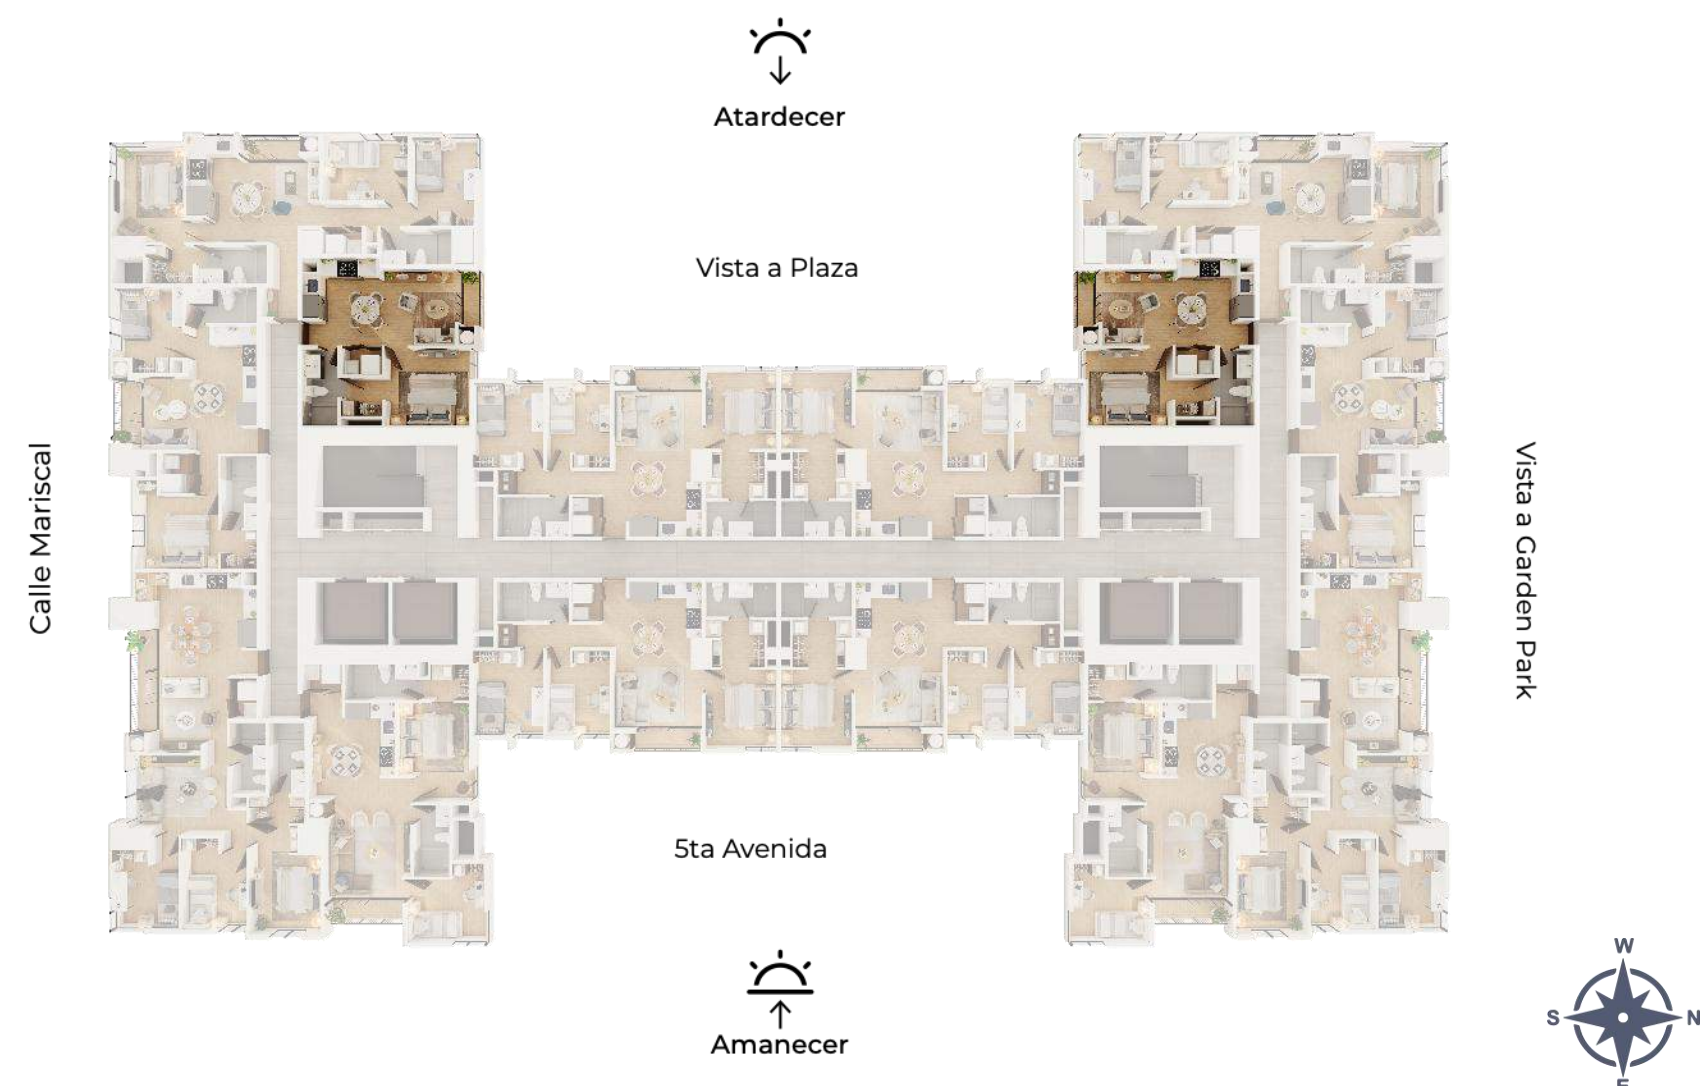 Atardecer
Vista a Plaza
Calle Mariscal
Vista a Garden Park
5ta Avenida
Amanecer
W
S
N
E